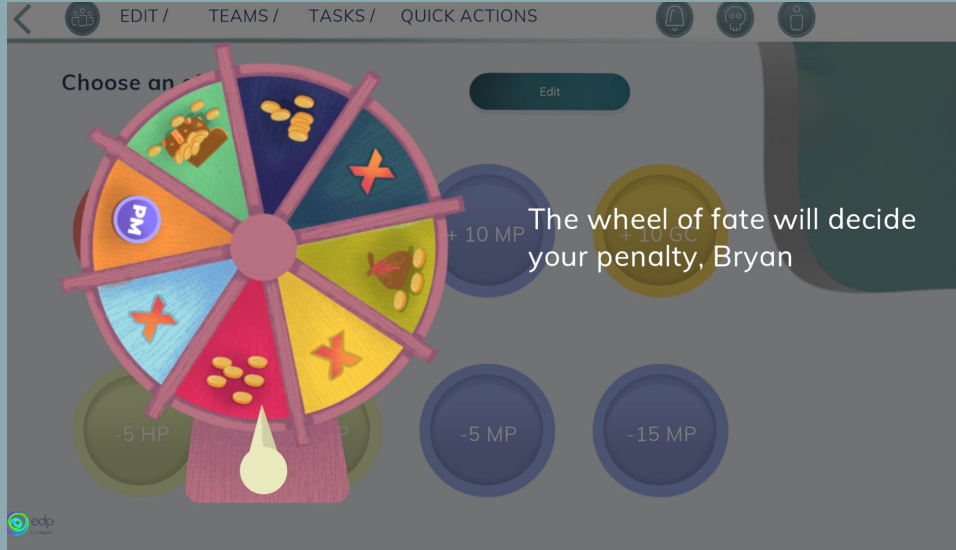 EDIT / TEAMS / TASKS / QUICK ACTIONS
Choose an
Edit
PM
+ 10 MP
+ 10 GC
The wheel of fate will decide
your penalty, Bryan
-5 HP
P
-5 MP
-15 MP
edp